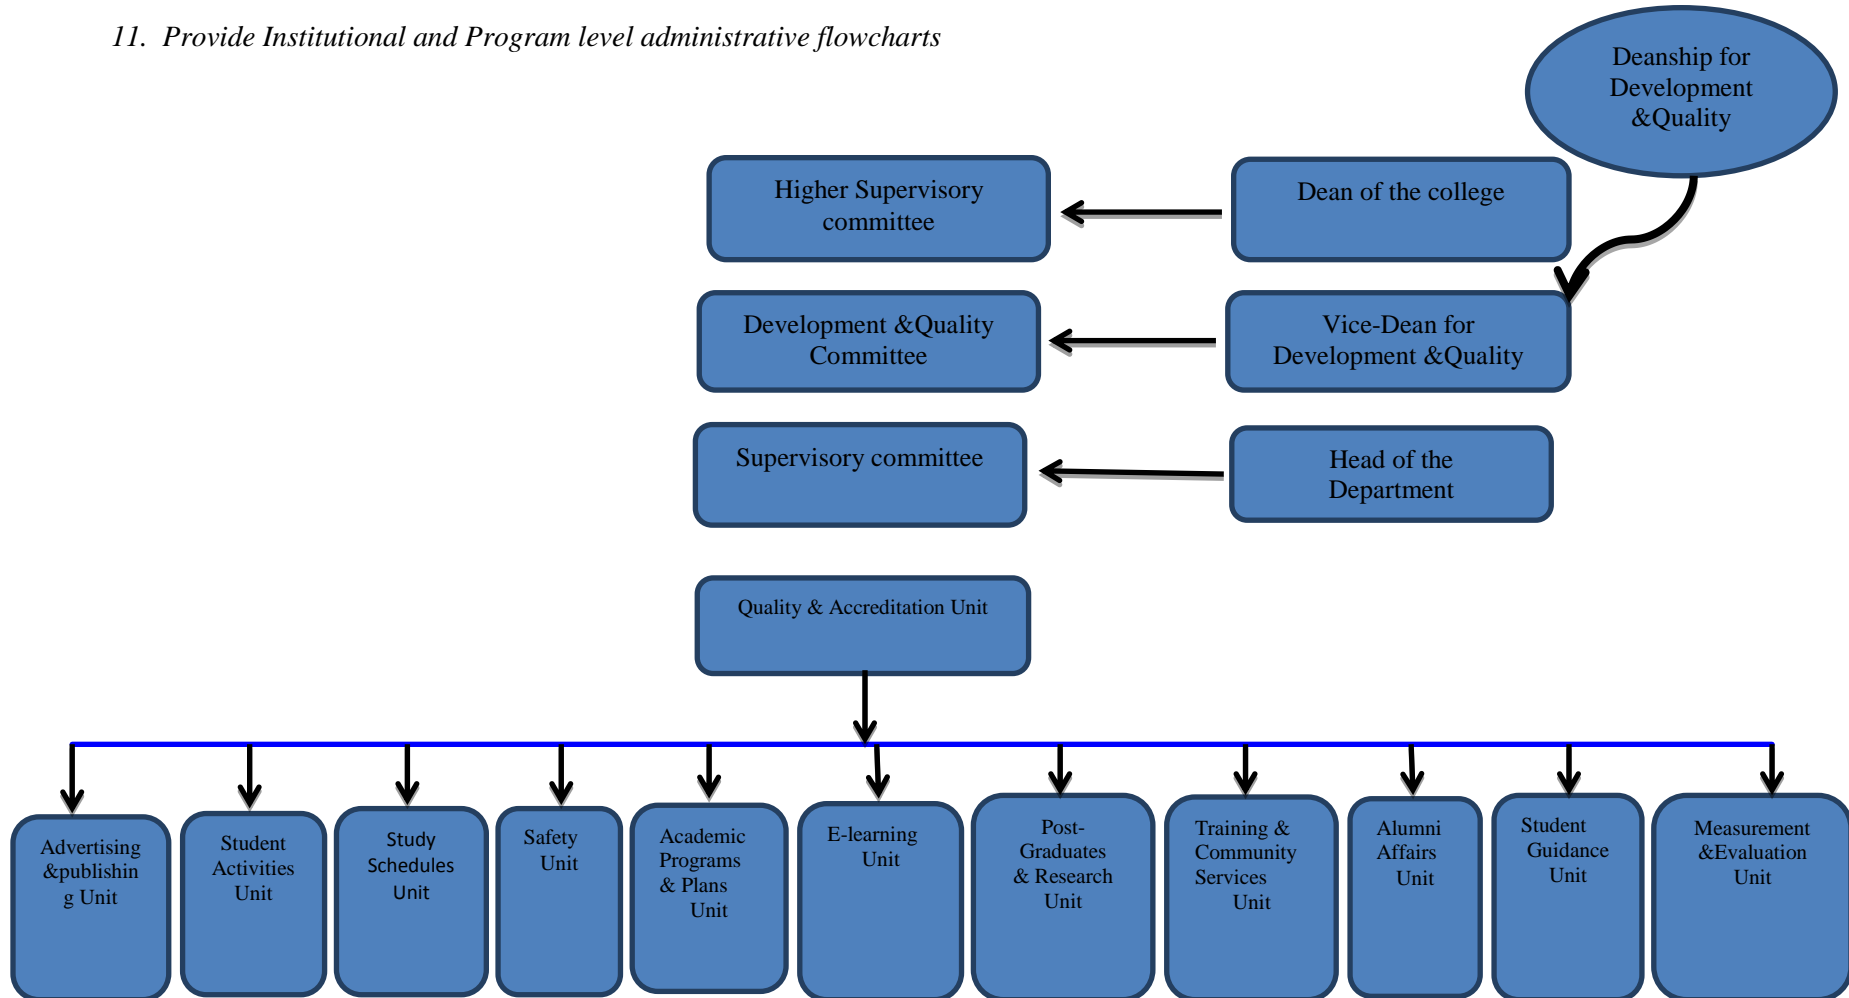 11. Provide Institutional and Program level administrative flowcharts
Deanship for
Development
&Quality
Higher Supervisory
committee
Dean of the college
Development &Quality
Committee
Vice-Dean for
Development &Quality
Supervisory committee
Head of the
Department
Quality & Accreditation Unit
Advertising
&publishin
g Unit
Student
Activities
Unit
Study
Schedules
Unit
Safety
Unit
Academic
Programs
& Plans
Unit
E-learning
Unit
Post-
Graduates
& Research
Unit
Training &
Community
Services
Unit
Alumni
Affairs
Unit
Student
Guidance
Unit
Measurement
&Evaluation
Unit